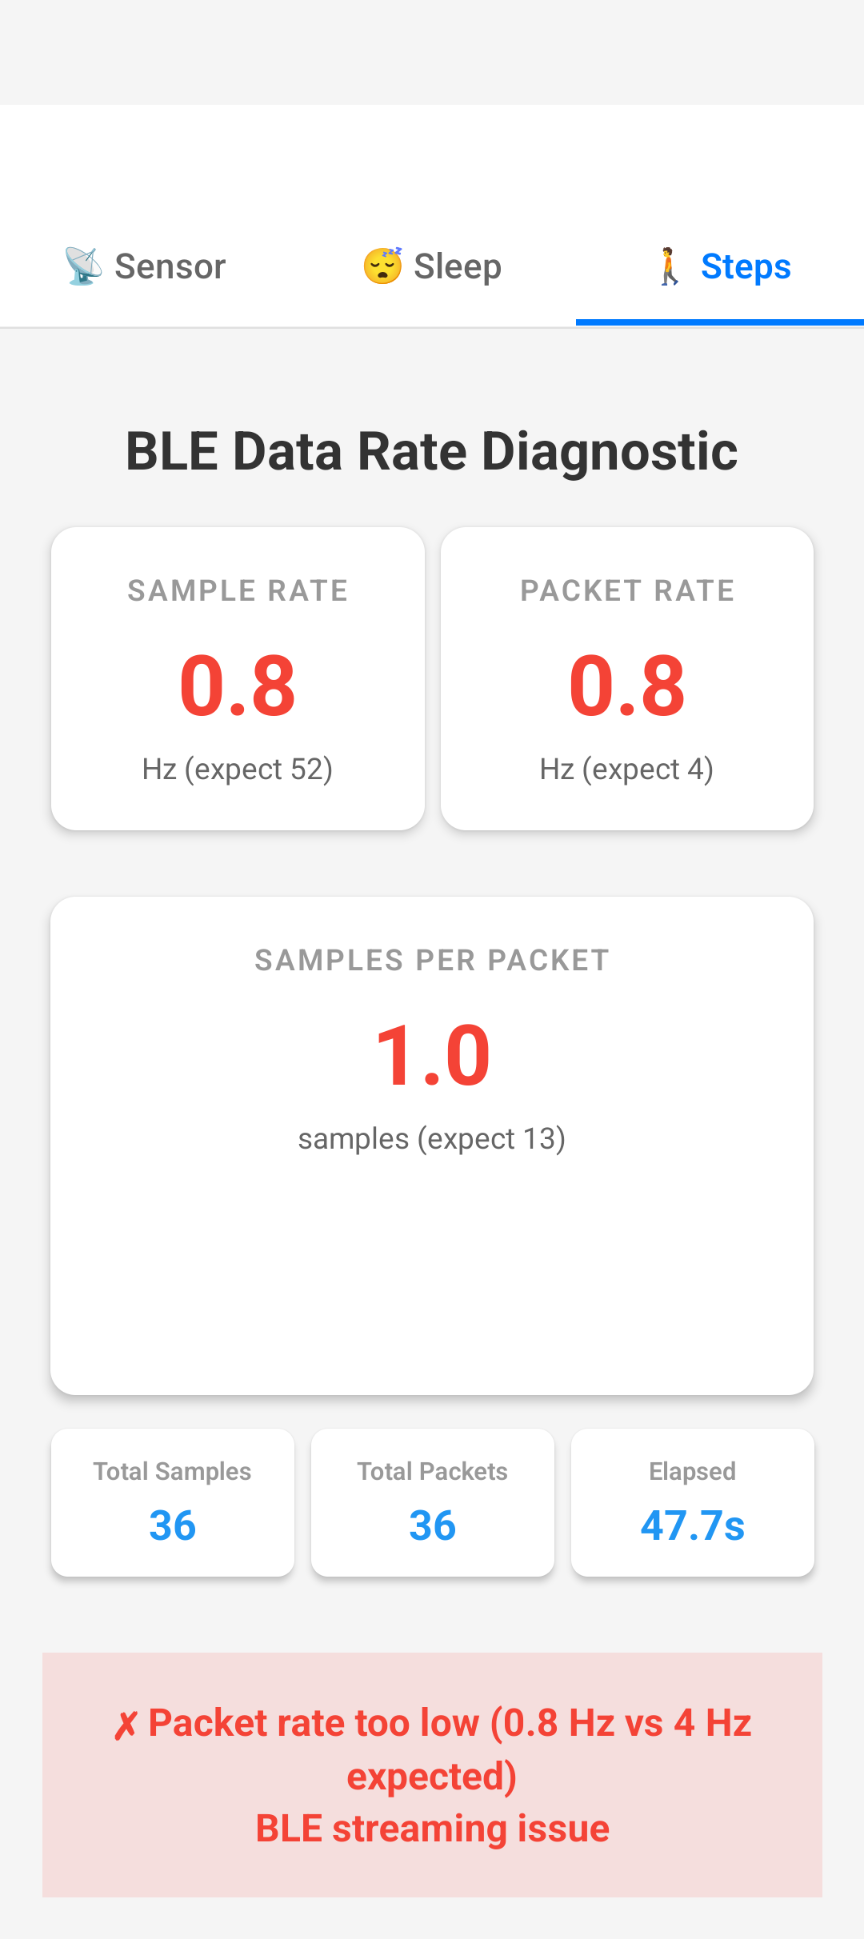 📡 Sensor
😴 Sleep
🚶 Steps
BLE Data Rate Diagnostic
SAMPLE RATE
0.8
Hz (expect 52)
PACKET RATE
0.8
Hz (expect 4)
SAMPLES PER PACKET
1.0
samples (expect 13)
Total Samples
36
Total Packets
36
Elapsed
47.7s
✗ Packet rate too low (0.8 Hz vs 4 Hz
expected)
BLE streaming issue